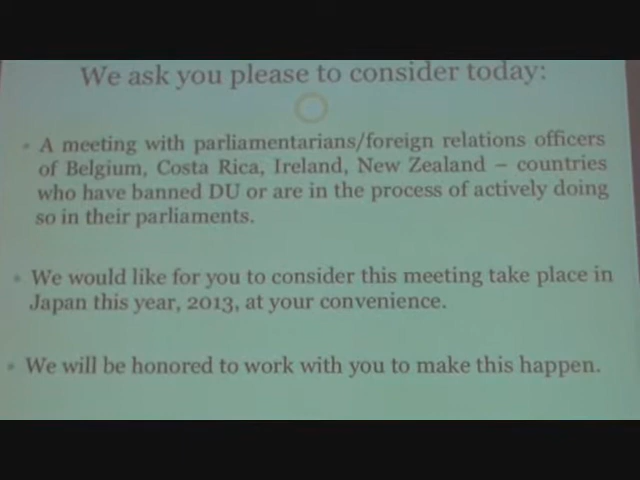 We ask you please to consider today:
• A meeting with parliamentarians/foreign relations officers
of Belgium, Costa Rica, Ireland, New Zealand – countries
who have banned DU or are in the process of actively doing
so in their parliaments.
• We would like for you to consider this meeting take place in
Japan this year, 2013, at your convenience.
• We will be honored to work with you to make this happen.